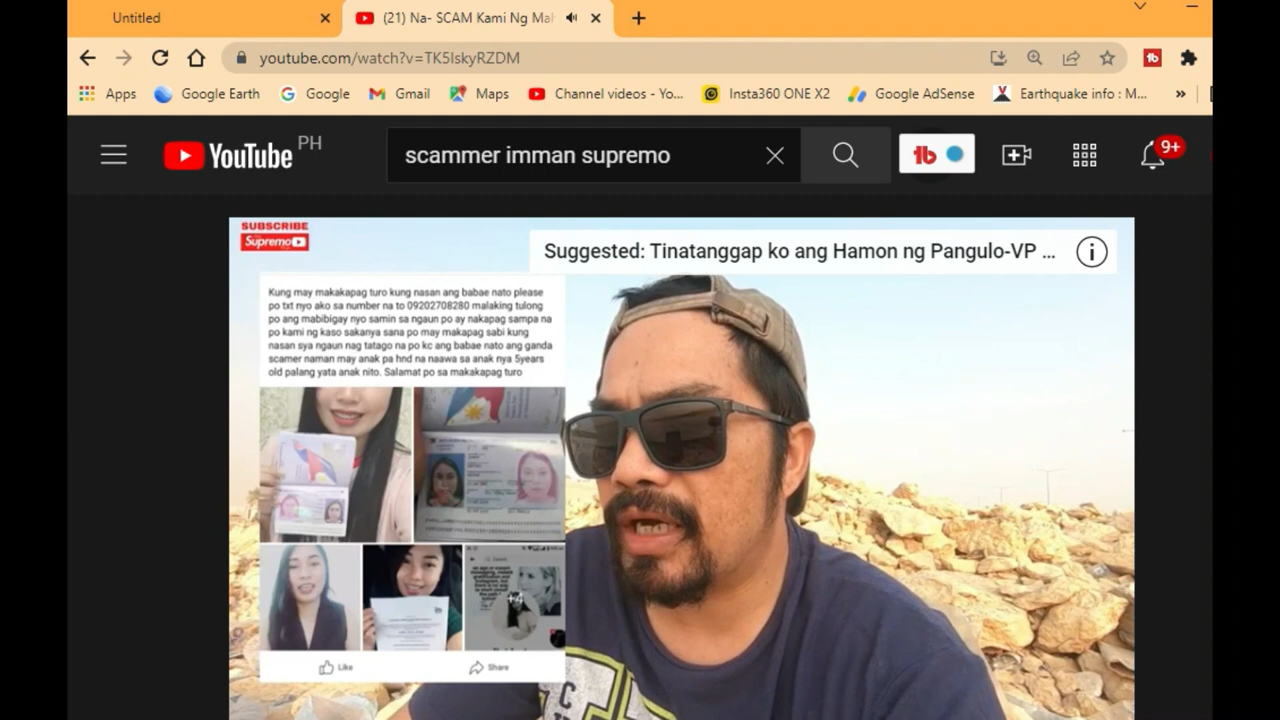 Untitled
(21) Na- SCAM Kami Ng Mah
youtube.com/watch?v=TK5IskyRZDM
Apps
Google Earth
Google
Gmail
Maps
Channel videos - Yo...
Insta360 ONE X2
Google AdSense
Earthquake info : M...
»
YouTube PH
scammer imman supremo
9+
SUBSCRIBE
Supremo
Suggested: Tinatanggap ko ang Hamon ng Pangulo-VP ...
Kung may makakapag turo kung nasan ang babae nato please
po txt nyo ako sa number na to 09202708280 malaking tulong
po ang mabibigay nyo samin sa ngaun po ay nakapag sampa na
po kami ng kaso sakanya sana po may makapag sabi kung
nasan sya ngaun nag tatago na po kc ang babae nato ang ganda
scamer naman may anak pa hnd na naawa sa anak nya 5years
old palang yata anak nito. Salamat po sa makakapag turo
+4
Like
Share